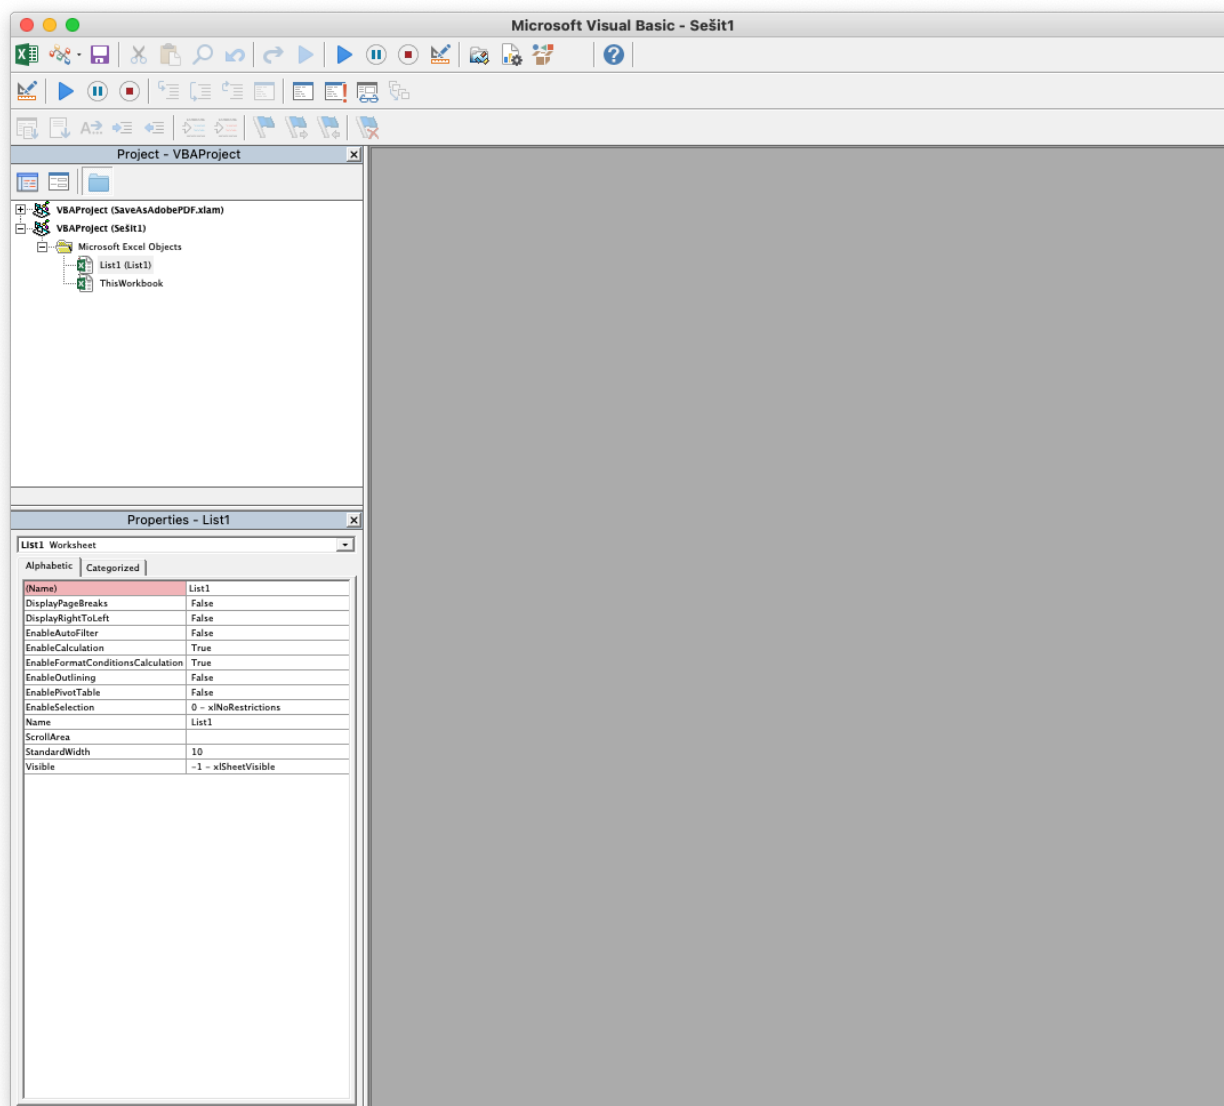 Microsoft Visual Basic - Sešit1
Project - VBAProject
VBAProject (SaveAsAdobePDF.xlam)
VBAProject (Sešit1)
Microsoft Excel Objects
List1 (List1)
ThisWorkbook
Properties - List1
List1 Worksheet
Alphabetic Categorized
(Name) List1
DisplayPageBreaks False
DisplayRightToLeft False
EnableAutoFilter False
EnableCalculation True
EnableFormatConditionsCalculation True
EnableOutlining False
EnablePivotTable False
EnableSelection 0 - xlNoRestrictions
Name List1
ScrollArea
StandardWidth 10
Visible -1 - xlSheetVisible